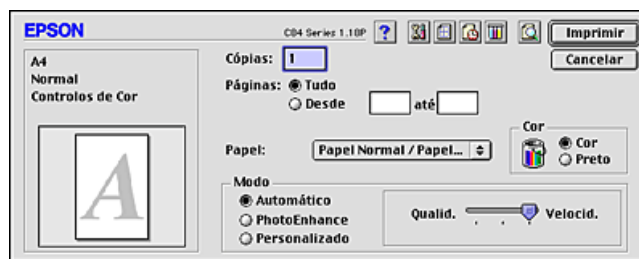 EPSON
C84 Series 1.18P
Imprimir
Cancelar
A4
Normal
Controlos de Cor
A
Cópias: 1
Páginas: Tudo
Desde até
Papel: Papel Normal / Papel...
Cor
Cor
Preto
Modo
Automático
PhotoEnhance
Personalizado
Qualid. Velocid.